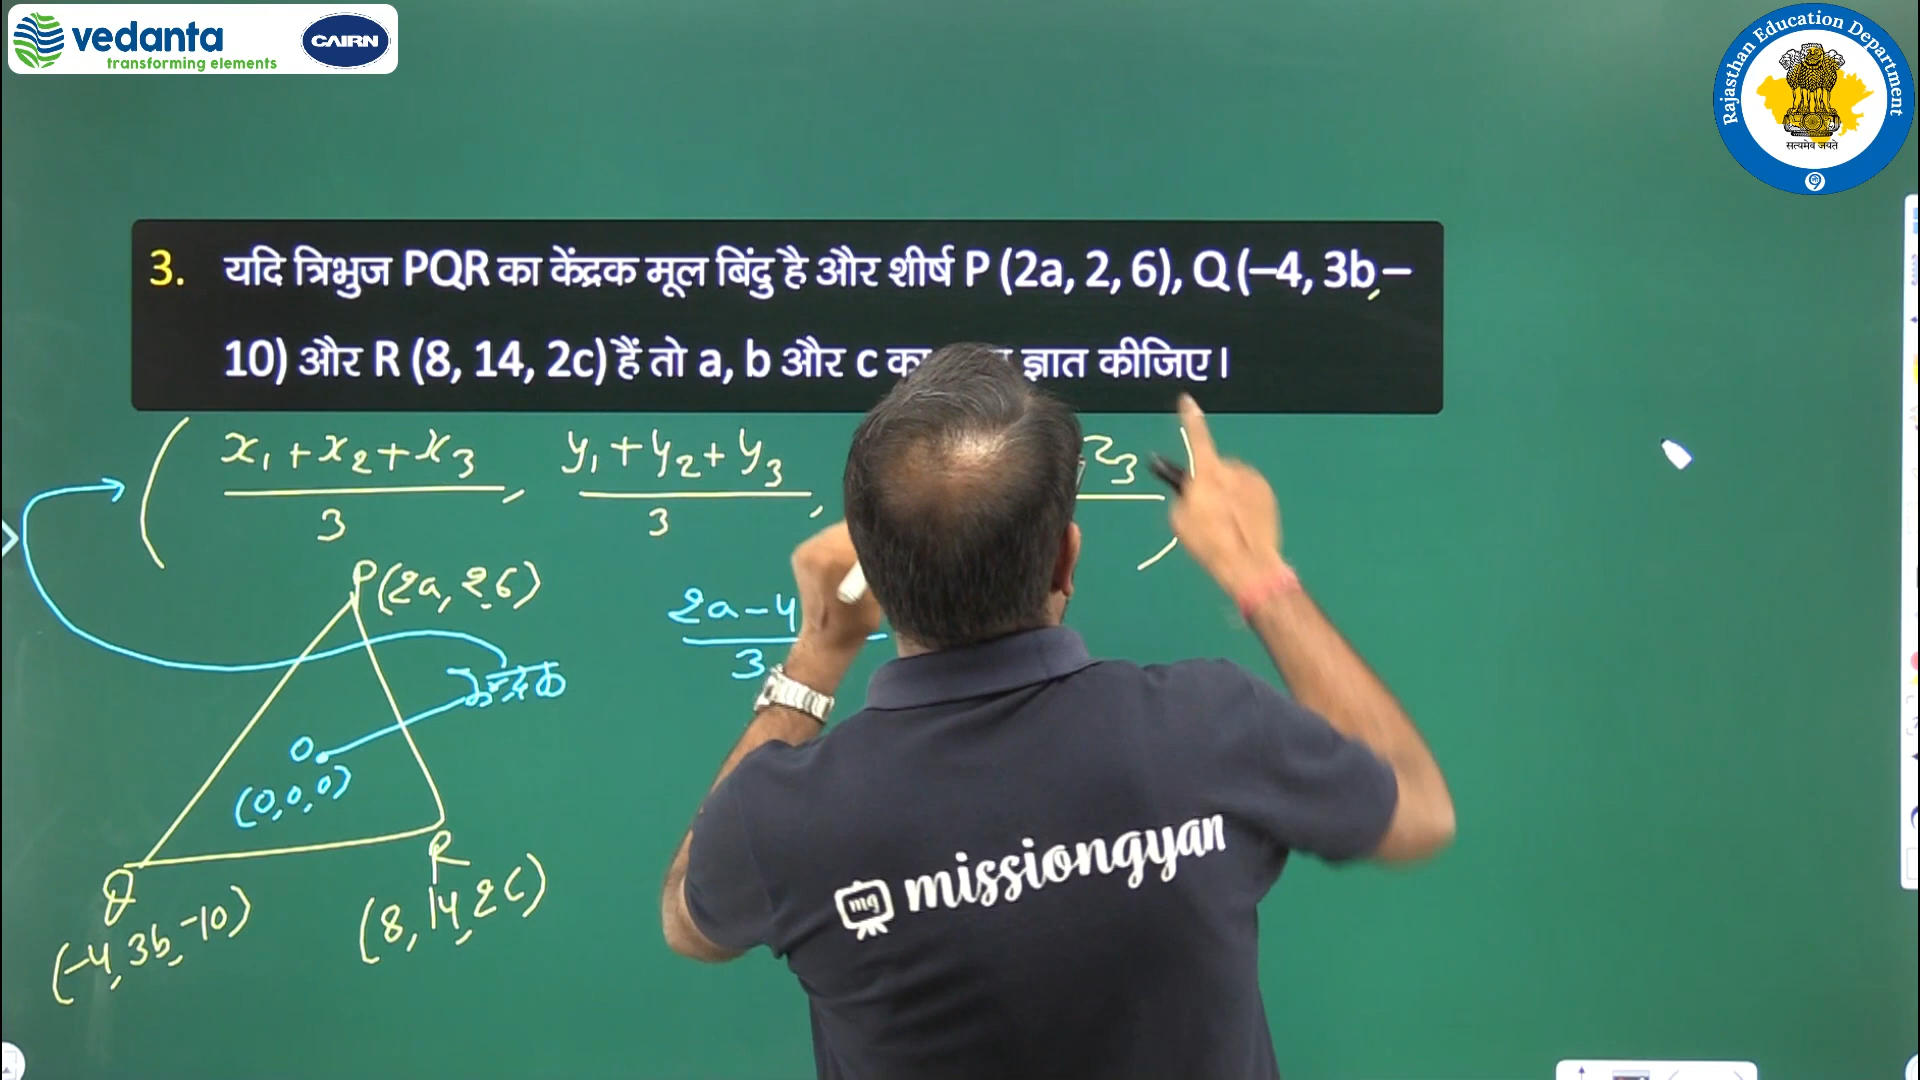 vedanta
transforming elements
CAIRN
Rajasthan Education Department
सत्यमेव जयते
3. यदि त्रिभुज PQR का केंद्रक मूल बिंदु है और शीर्ष P (2a, 2, 6), Q (–4, 3b, –
10) और R (8, 14, 2c) हैं तो a, b और c का ज्ञात कीजिए।
( x₁ + x₂ + x₃ / 3 , y₁ + y₂ + y₃ / 3 , z₃ )
P (2a, 2, 6)
2a – 4 / 3
केन्द्रक
O
(0, 0, 0)
Q
(-4, 3b, -10)
R
(8, 14, 2c)
mg missiongyan